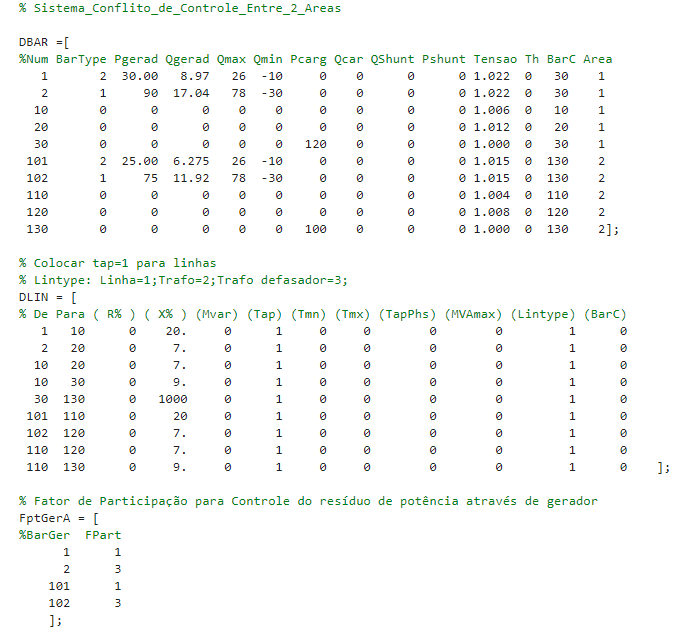 % Sistema_Conflito_de_Controle_Entre_2_Areas
DBAR =[
%Num BarType Pgerad Qgerad Qmax Qmin Pcarg Qcar QShunt Pshunt Tensao Th BarC Area
1 2 30.00 8.97 26 -10 0 0 0 0 1.022 0 30 1
2 1 90 17.04 78 -30 0 0 0 0 1.022 0 30 1
10 0 0 0 0 0 0 0 0 0 1.006 0 10 1
20 0 0 0 0 0 0 0 0 0 1.012 0 20 1
30 0 0 0 0 0 120 0 0 0 1.000 0 30 1
101 2 25.00 6.275 26 -10 0 0 0 0 1.015 0 130 2
102 1 75 11.92 78 -30 0 0 0 0 1.015 0 130 2
110 0 0 0 0 0 0 0 0 0 1.004 0 110 2
120 0 0 0 0 0 0 0 0 0 1.008 0 120 2
130 0 0 0 0 0 100 0 0 0 1.000 0 130 2];
% Colocar tap=1 para linhas
% Lintype: Linha=1;Trafo=2;Trafo defasador=3;
DLIN = [
% De Para ( R% ) ( X% ) (Mvar) (Tap) (Tmn) (Tmx) (TapPhs) (MVAmax) (Lintype) (BarC)
1 10 0 20. 0 1 0 0 0 0 1 0
2 20 0 7. 0 1 0 0 0 0 1 0
10 20 0 7. 0 1 0 0 0 0 1 0
10 30 0 9. 0 1 0 0 0 0 1 0
30 130 0 1000 0 1 0 0 0 0 1 0
101 110 0 20 0 1 0 0 0 0 1 0
102 120 0 7. 0 1 0 0 0 0 1 0
110 120 0 7. 0 1 0 0 0 0 1 0
110 130 0 9. 0 1 0 0 0 0 1 0 ];
% Fator de Participação para Controle do resíduo de potência através de gerador
FptGerA = [
%BarGer FPart
1 1
2 3
101 1
102 3
];